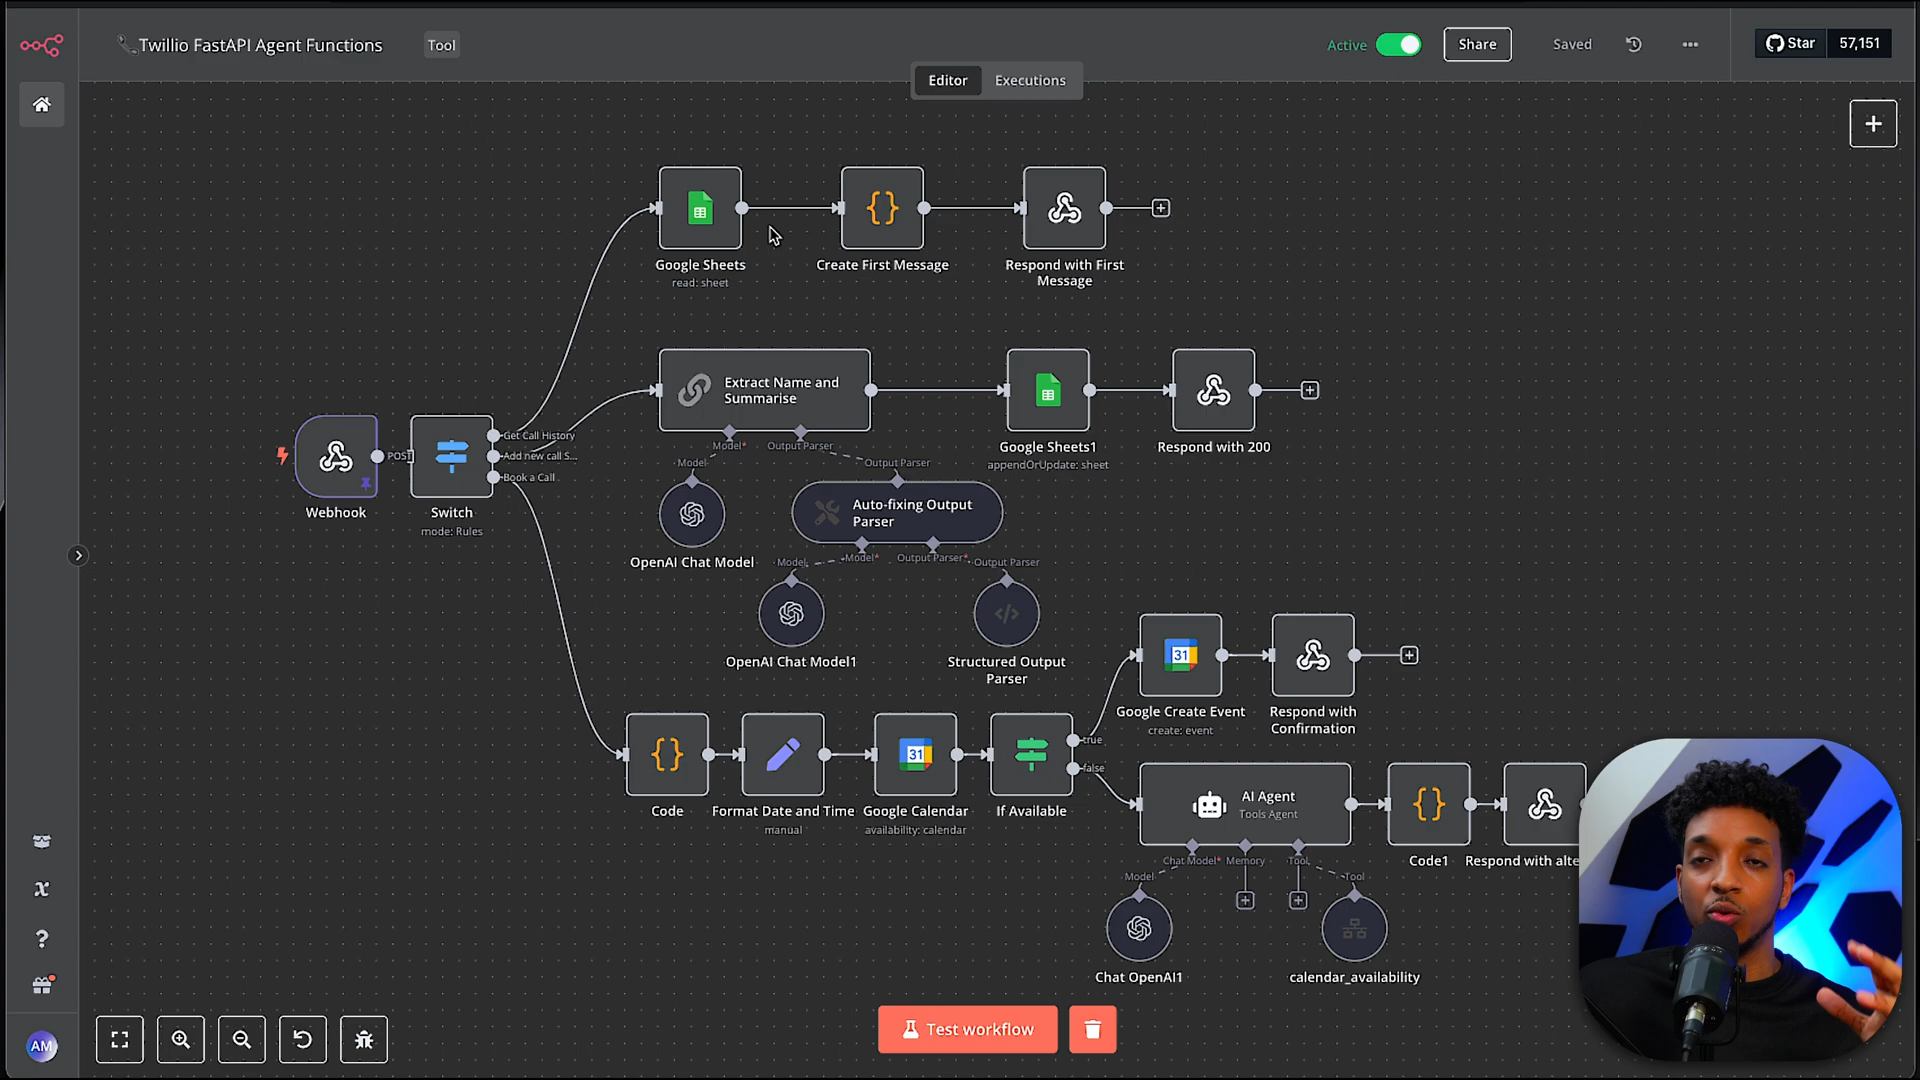 📞Twillio FastAPI Agent Functions
Tool
Active
Share
Saved
Star
57,151
Editor
Executions
Google Sheets
read: sheet
Create First Message
Respond with First
Message
Extract Name and
Summarise
Google Sheets1
appendOrUpdate: sheet
Respond with 200
Model*
Output Parser
Model
Output Parser
Get Call History
Add new call S...
Book a Call
POST
Webhook
Switch
mode: Rules
OpenAI Chat Model
Auto-fixing Output
Parser
Model*
Output Parser*
Model
Output Parser
OpenAI Chat Model1
Structured Output
Parser
31
Google Create Event
create: event
Respond with
Confirmation
Code
Format Date and Time
manual
31
Google Calendar
availability: calendar
If Available
true
false
AI Agent
Tools Agent
Code1
Respond with alte
Chat Model*
Memory
Tool
Model
Tool
Chat OpenAI1
calendar_availability
Test workflow
AM